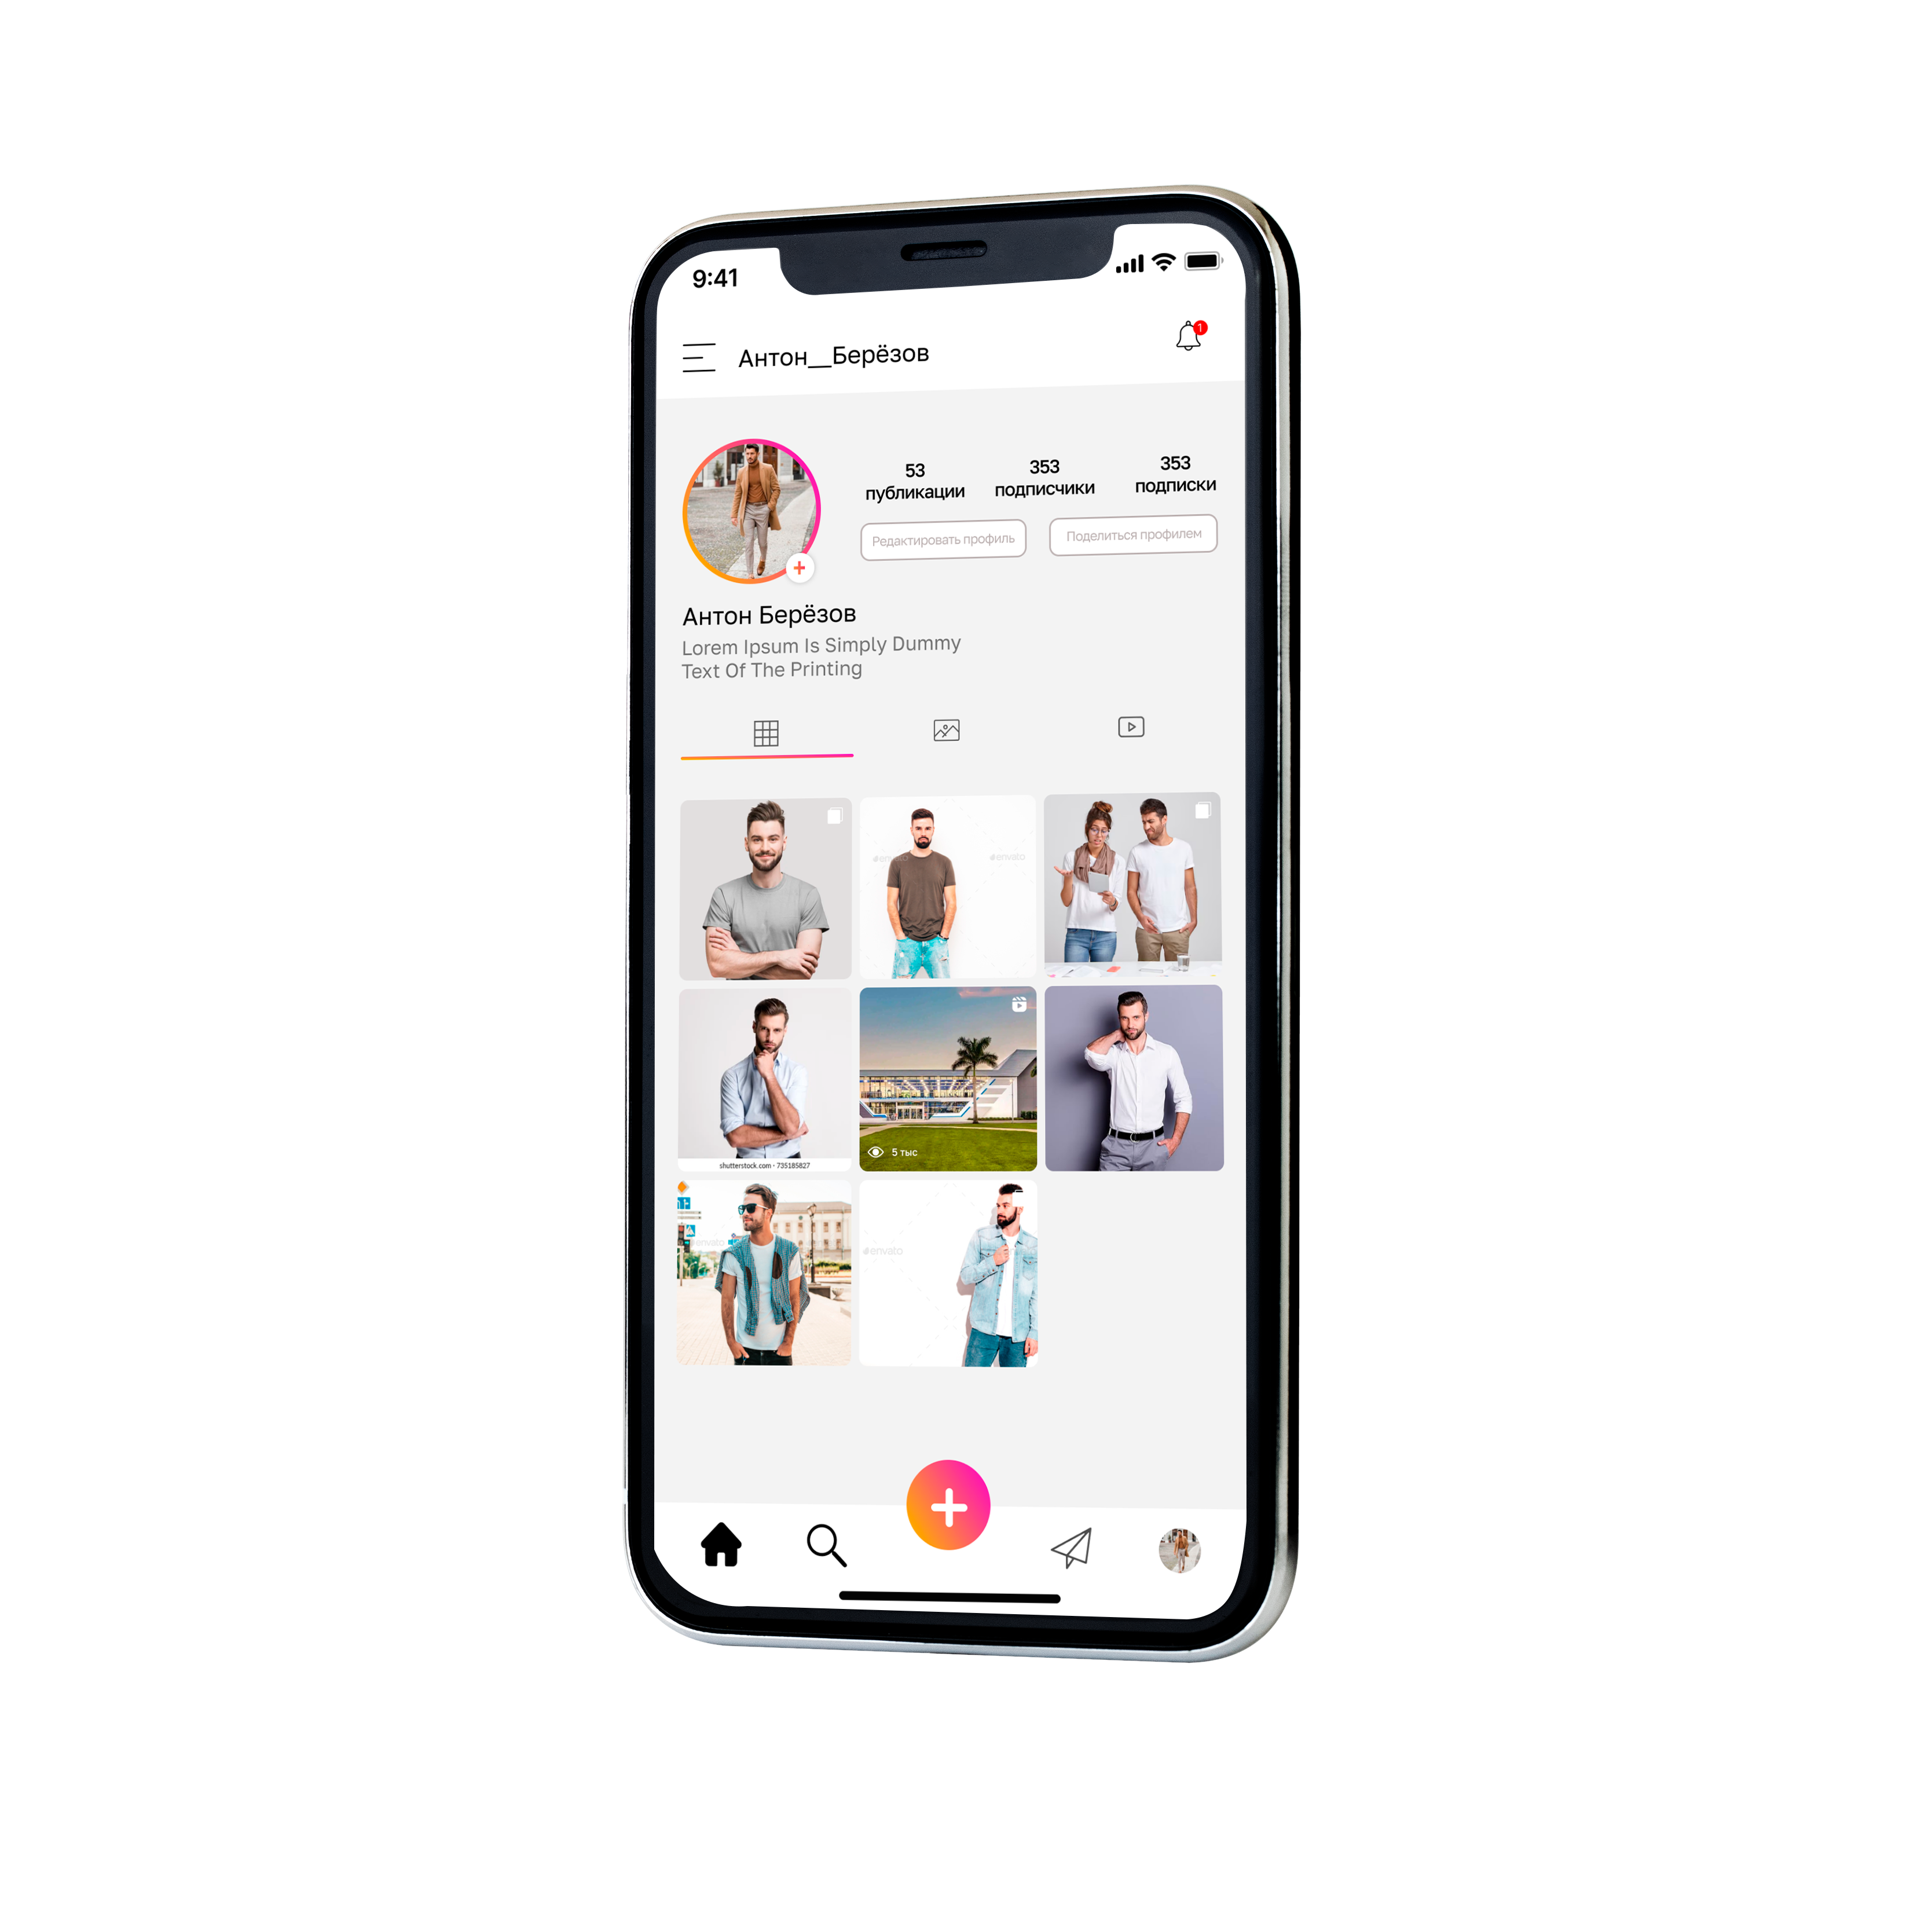 9:41
Антон__Берёзов
1
53
публикации
353
подписчики
353
подписки
Редактировать профиль
Поделиться профилем
Антон Берёзов
Lorem Ipsum Is Simply Dummy
Text Of The Printing
envato
envato
shutterstock.com • 735185827
5 тыс
envato
envato